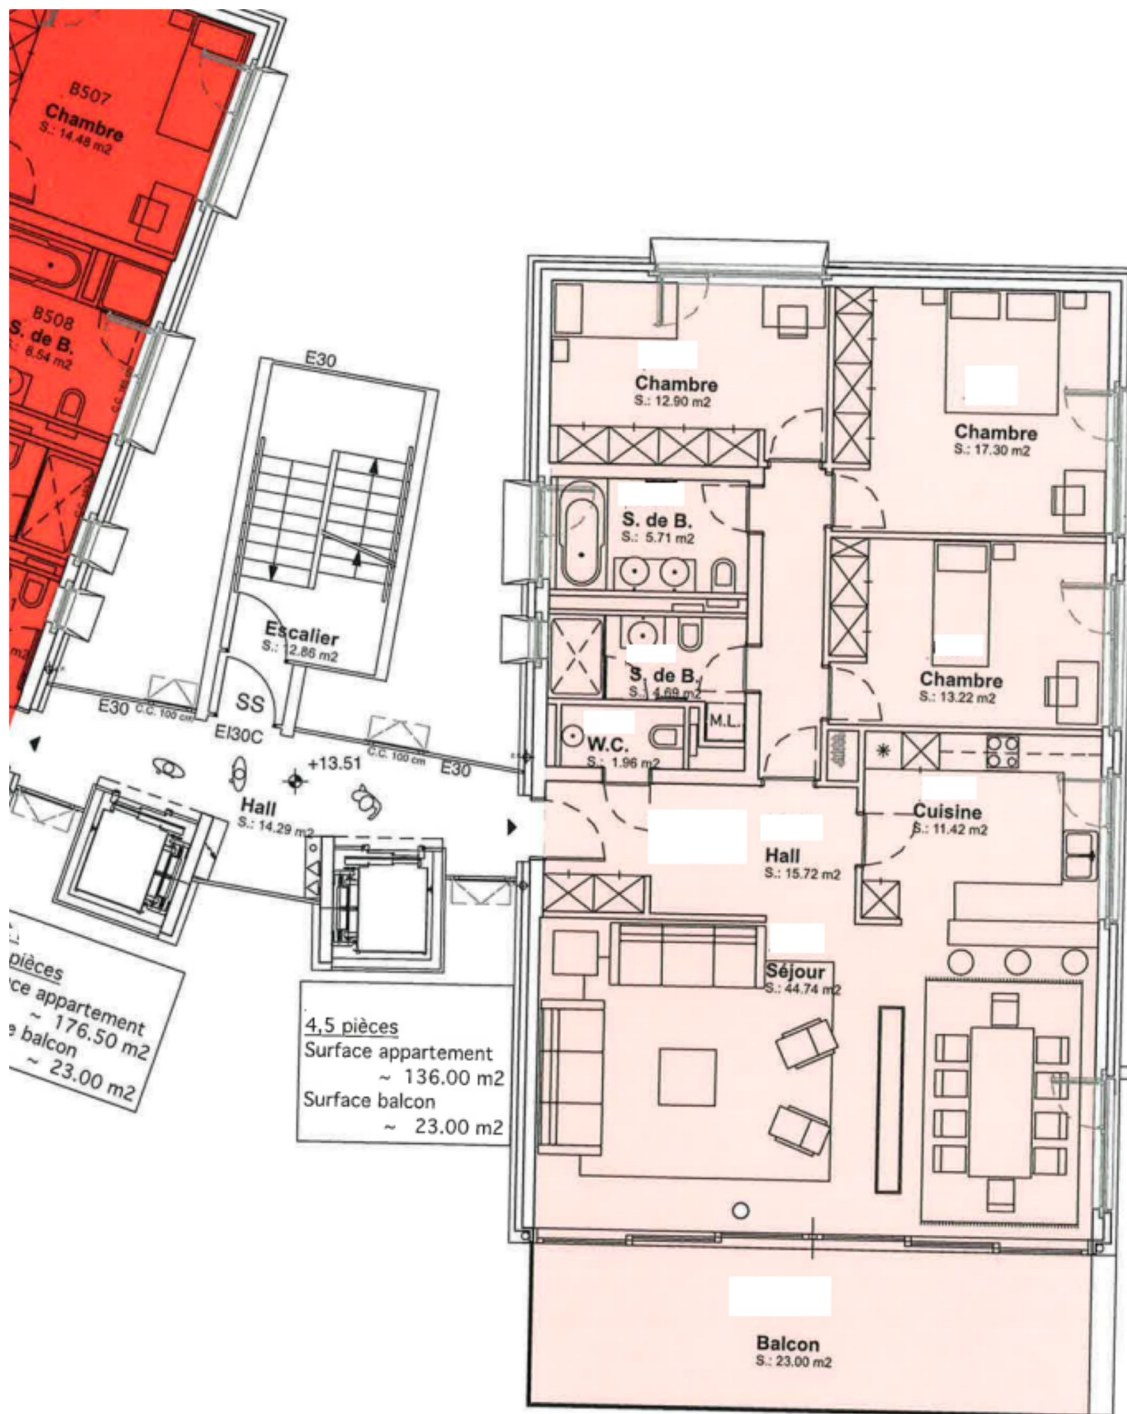 B507
Chambre
S.: 14.48 m2
B508
S. de B.
S.: 8.54 m2
E30
Escalier
S.: 12.86 m2
SS
EI30C
E30
C.C. 100 cm
C.C. 100 cm
E30
+13.51
Hall
S.: 14.29 m2
Chambre
S.: 12.90 m2
Chambre
S.: 17.30 m2
S. de B.
S.: 5.71 m2
S. de B.
S.: 4.69 m2
Chambre
S.: 13.22 m2
M.L.
W.C.
S.: 1.96 m2
Cuisine
S.: 11.42 m2
Hall
S.: 15.72 m2
Séjour
S.: 44.74 m2
pièces
ce appartement
~ 176.50 m2
balcon
~ 23.00 m2
4,5 pièces
Surface appartement
~ 136.00 m2
Surface balcon
~ 23.00 m2
Balcon
S.: 23.00 m2